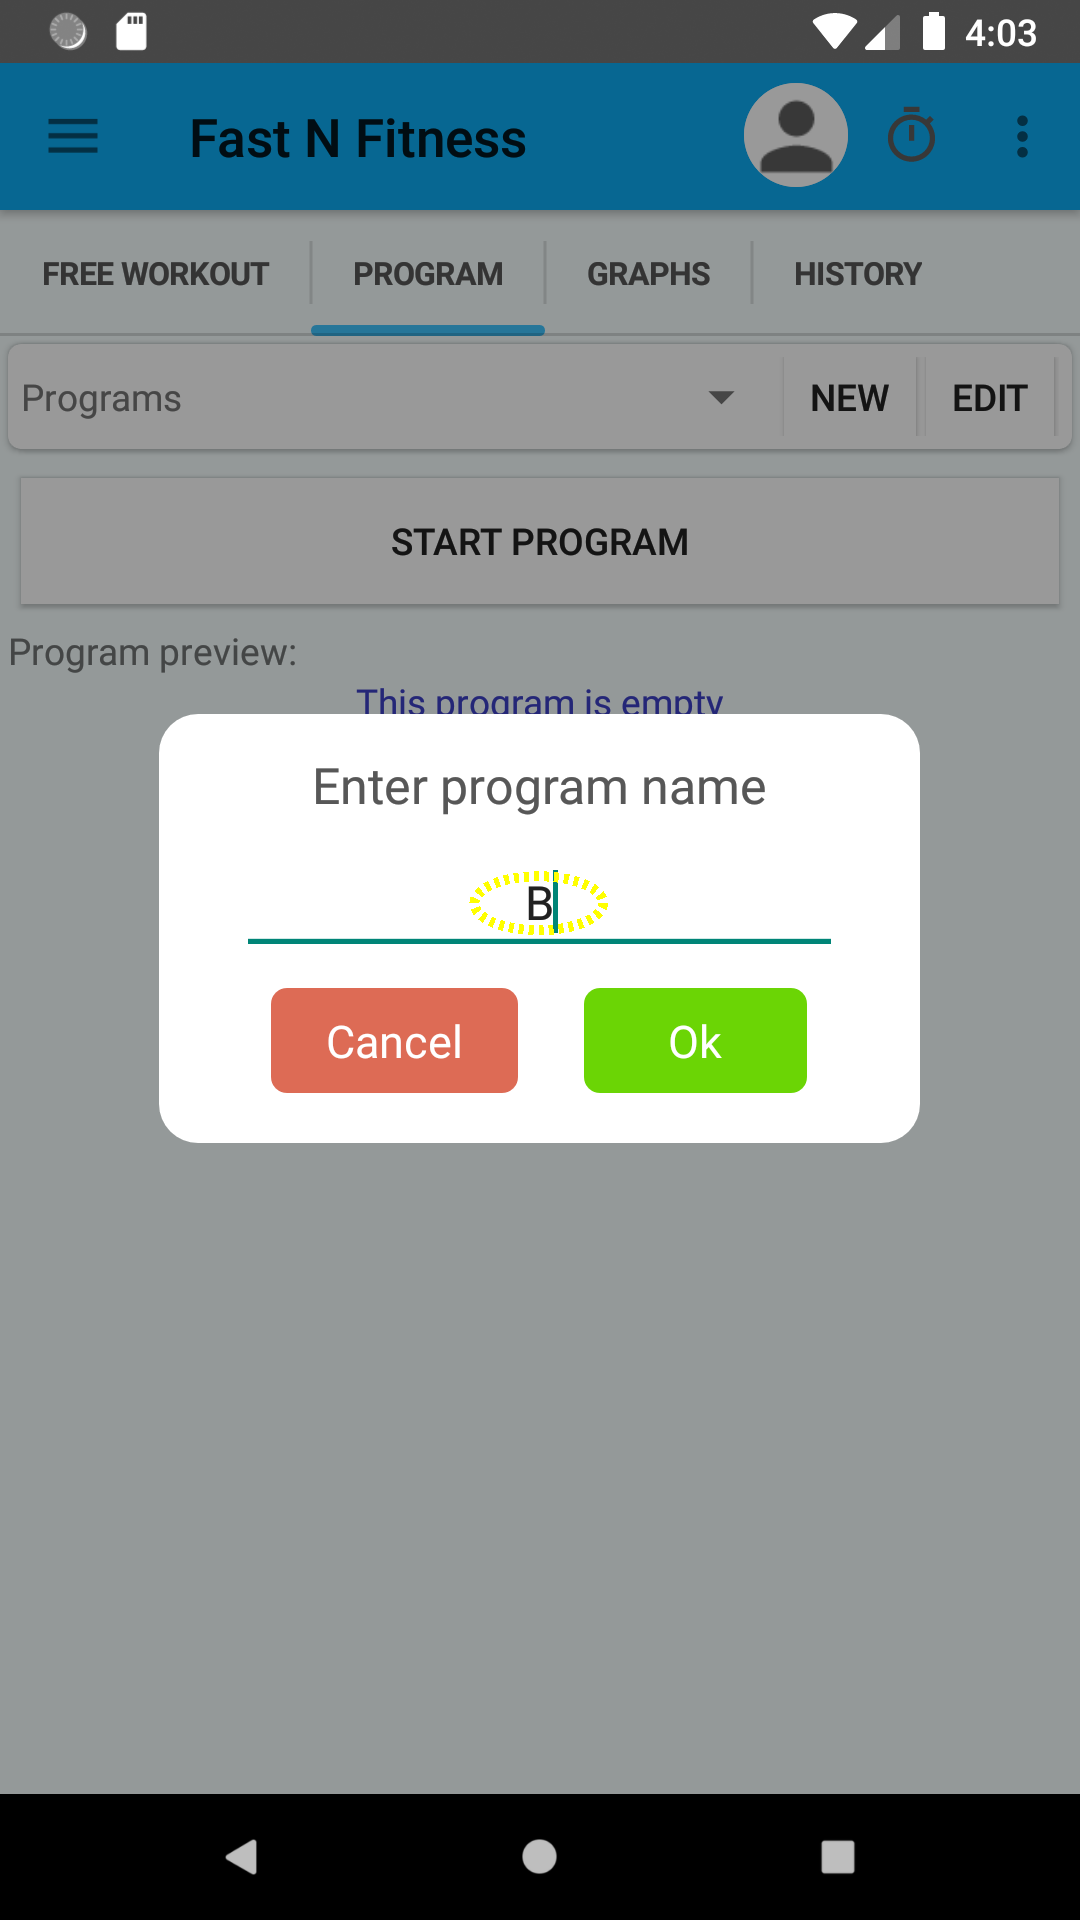 4:03
Fast N Fitness
FREE WORKOUT PROGRAM GRAPHS HISTORY
Programs NEW EDIT
START PROGRAM
Program preview:
This program is empty
Enter program name
B
Cancel Ok